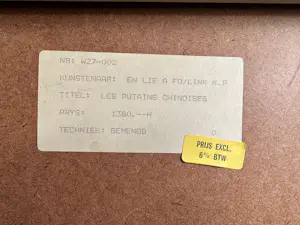 NR: W27-002
KUNSTENAAR: EN LIE A FO/LINK W.P
TITEL: LES PUTAINS CHINOISES
PRYS: 1380.--H
TECHNIEK: GEMENGD 0
PRIJS EXCL.
6% BTW